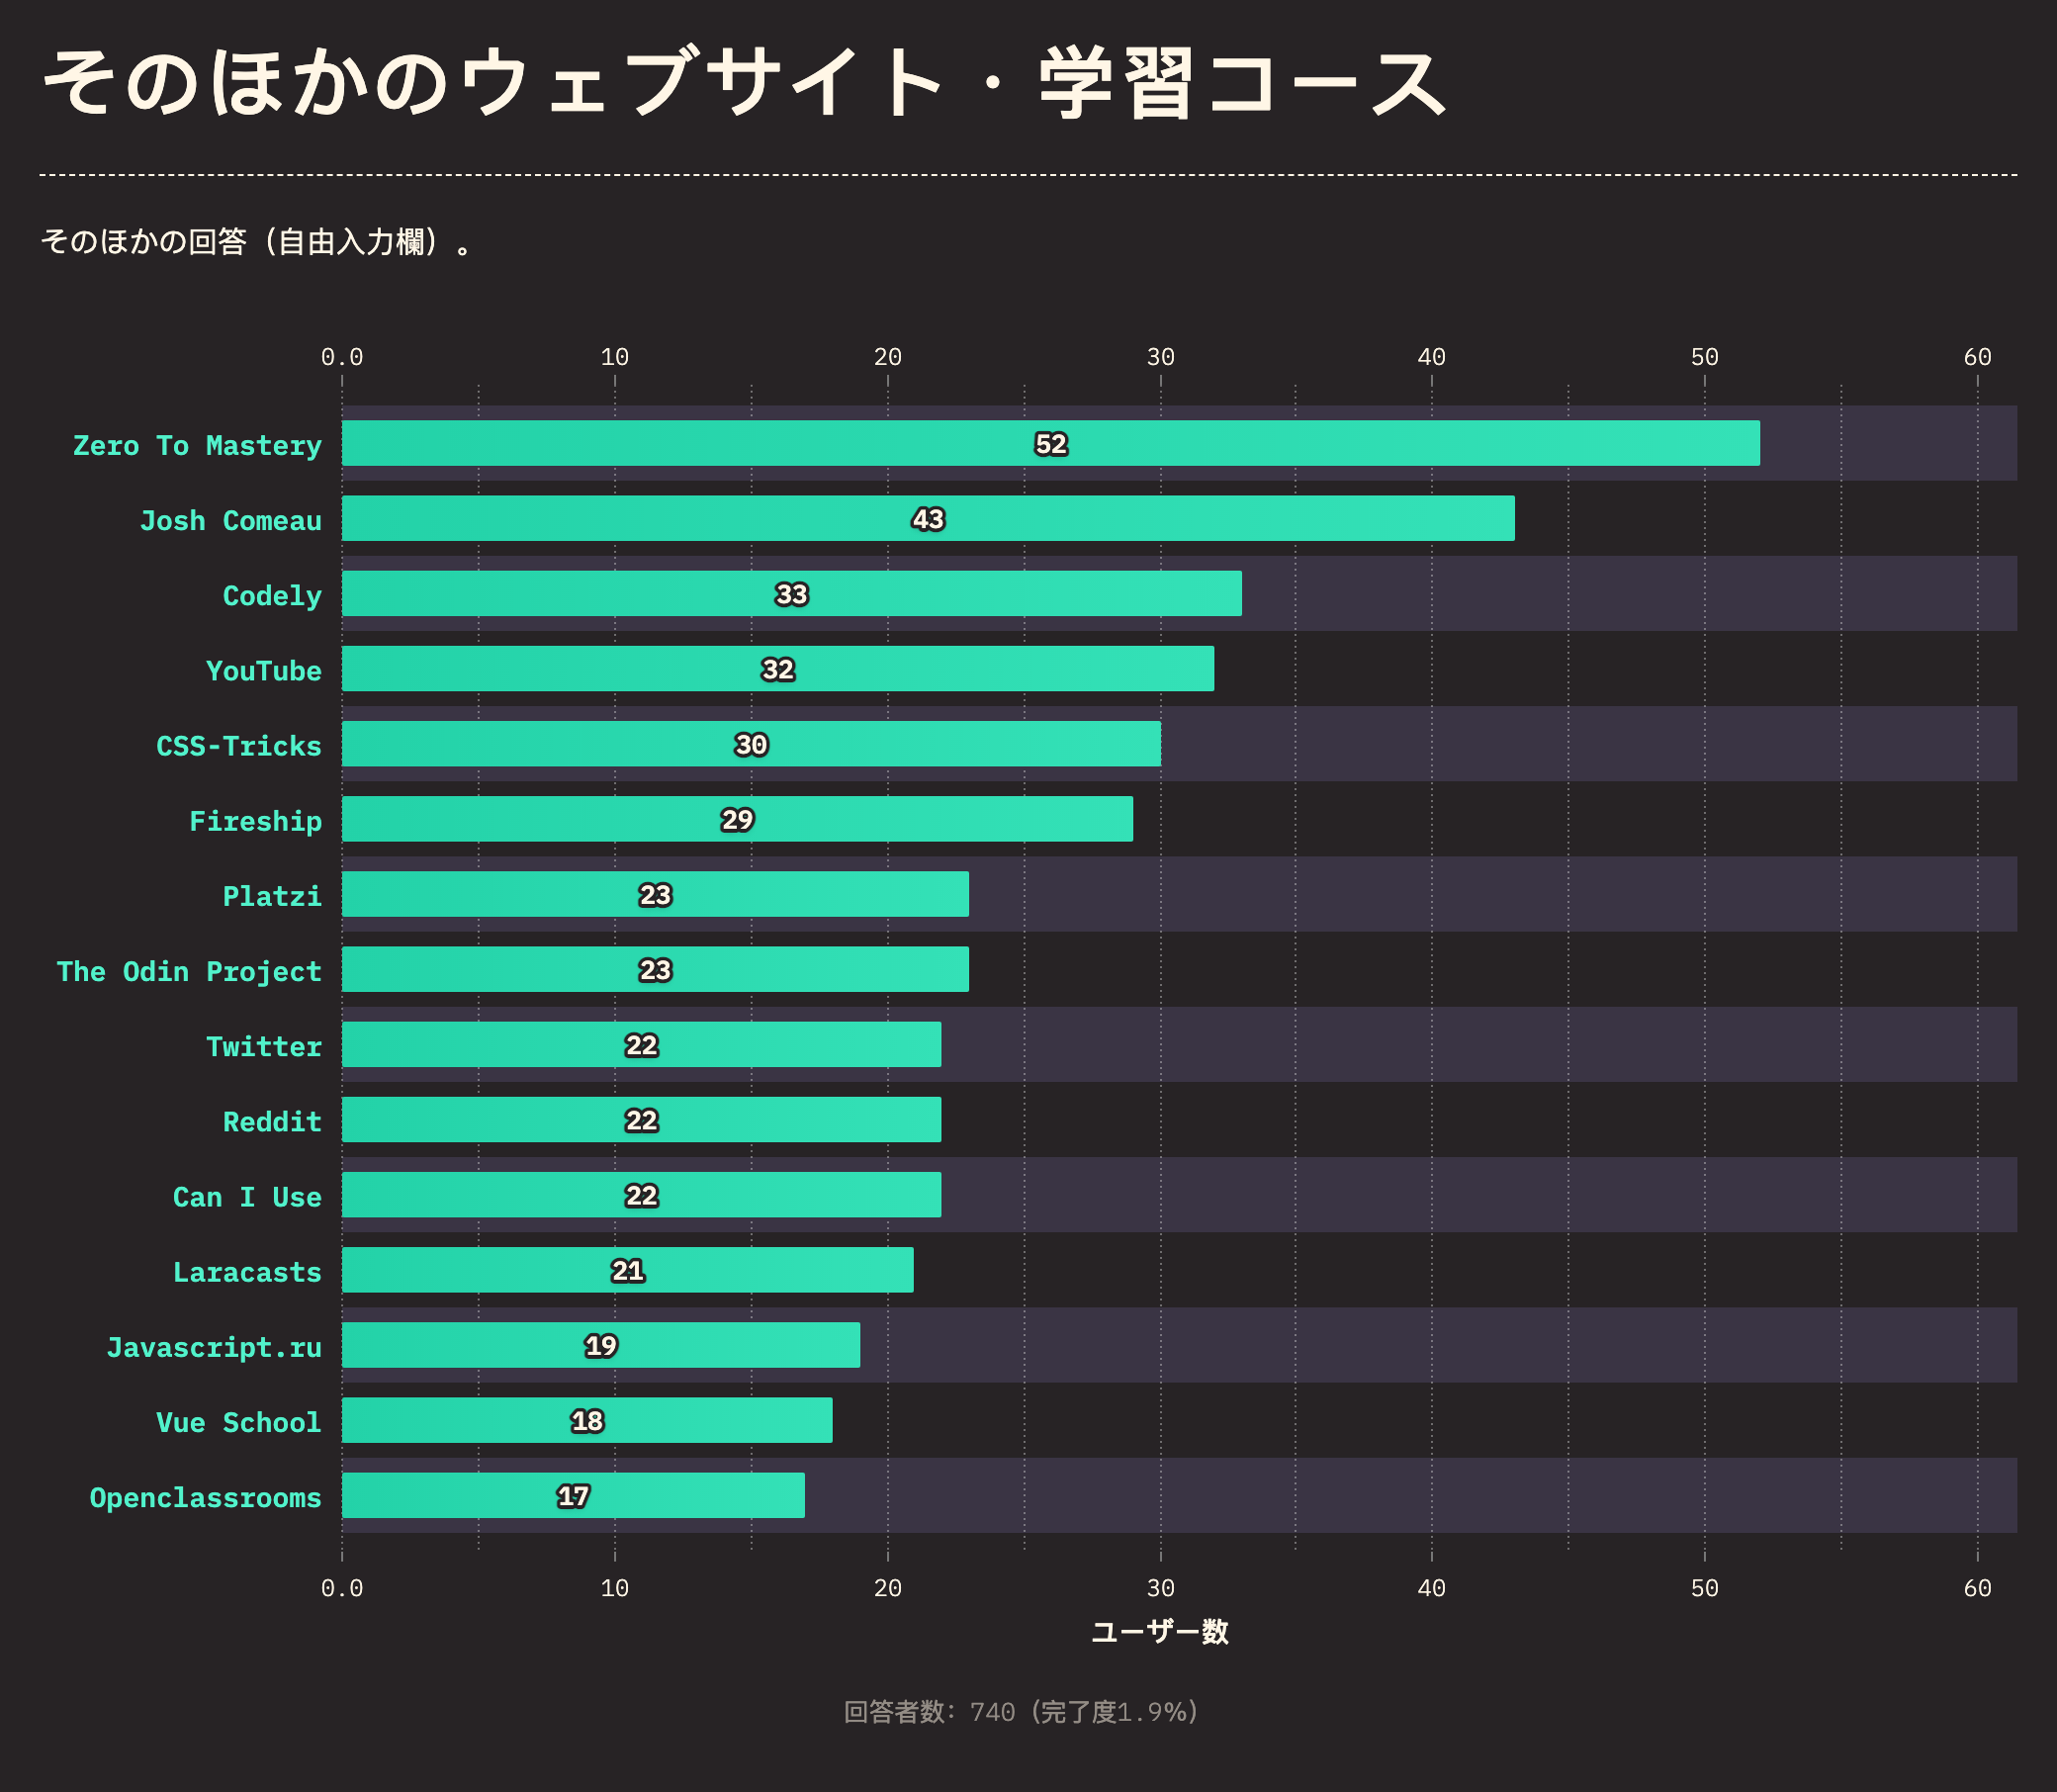 そのほかのウェブサイト・学習コース
そのほかの回答（自由入力欄）。
0.0 10 20 30 40 50 60
Zero To Mastery 52
Josh Comeau 43
Codely 33
YouTube 32
CSS-Tricks 30
Fireship 29
Platzi 23
The Odin Project 23
Twitter 22
Reddit 22
Can I Use 22
Laracasts 21
Javascript.ru 19
Vue School 18
Openclassrooms 17
0.0 10 20 30 40 50 60
ユーザー数
回答者数：740（完了度1.9%）